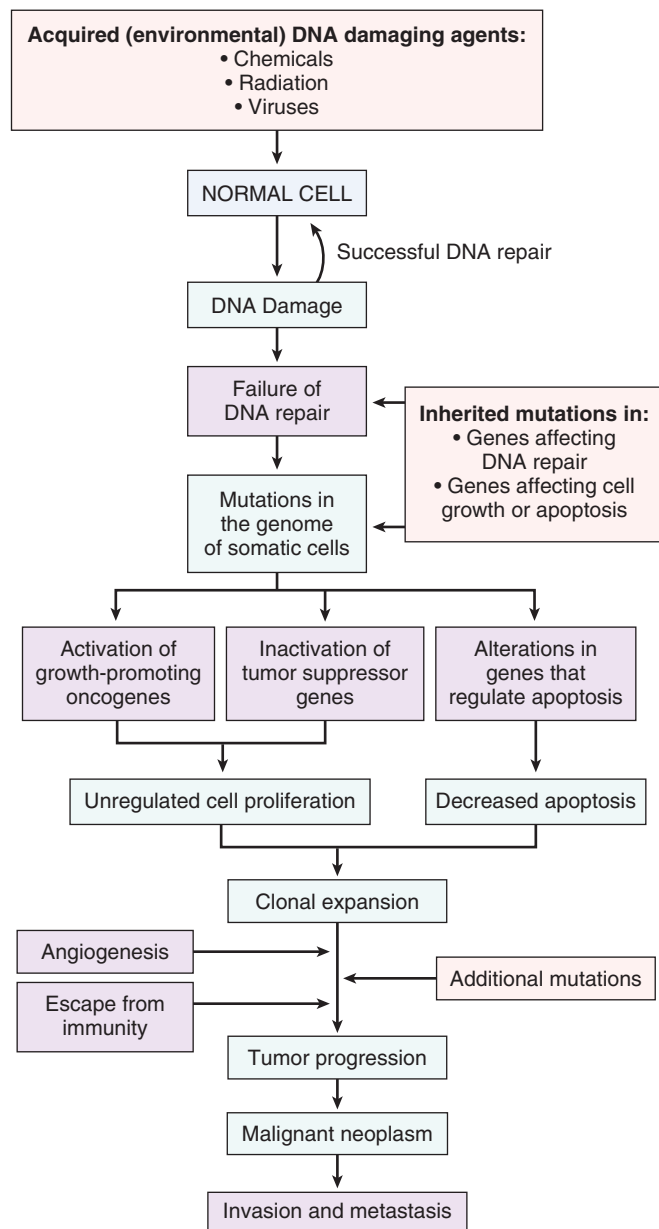 Acquired (environmental) DNA damaging agents:
• Chemicals
• Radiation
• Viruses
NORMAL CELL
Successful DNA repair
DNA Damage
Failure of
DNA repair
Inherited mutations in:
• Genes affecting
DNA repair
• Genes affecting cell
growth or apoptosis
Mutations in
the genome
of somatic cells
Activation of
growth-promoting
oncogenes
Inactivation of
tumor suppressor
genes
Alterations in
genes that
regulate apoptosis
Unregulated cell proliferation
Decreased apoptosis
Clonal expansion
Angiogenesis
Additional mutations
Escape from
immunity
Tumor progression
Malignant neoplasm
Invasion and metastasis